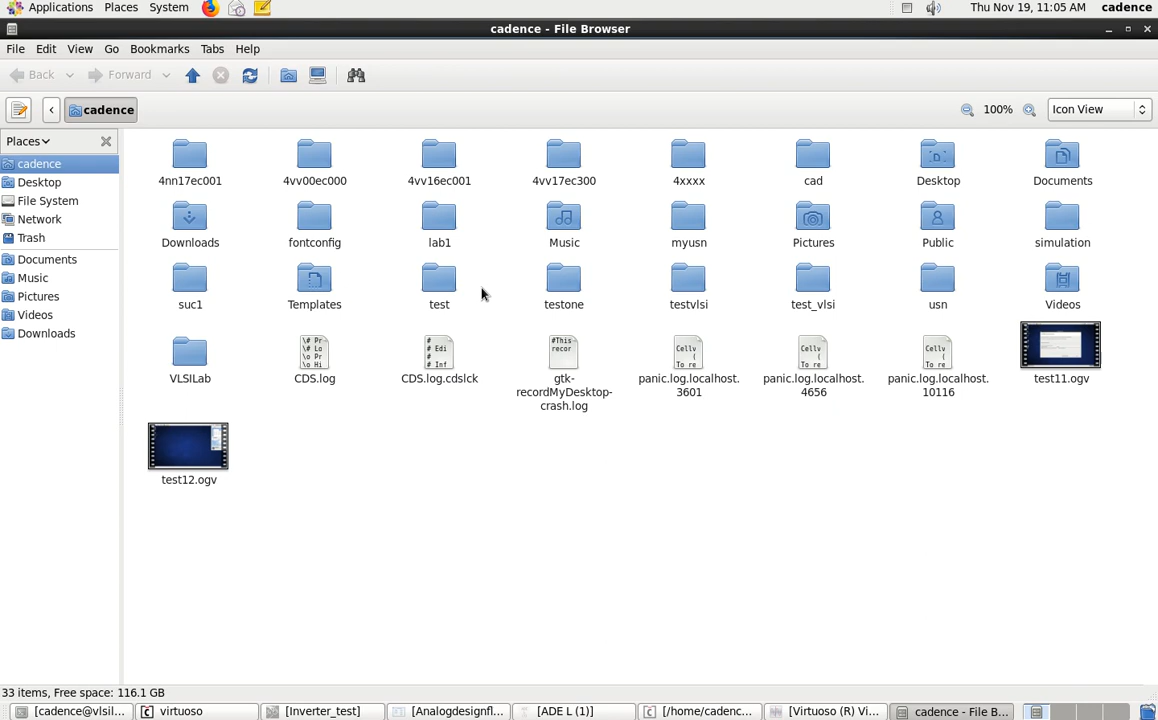 Applications Places System Thu Nov 19, 11:05 AM cadence
cadence - File Browser
File Edit View Go Bookmarks Tabs Help
Back Forward
cadence 100% Icon View
Places
cadence
Desktop
File System
Network
Trash
Documents
Music
Pictures
Videos
Downloads
4nn17ec001 4vv00ec000 4vv16ec001 4vv17ec300 4xxxx cad Desktop Documents
Downloads fontconfig lab1 Music myusn Pictures Public simulation
suc1 Templates test testone testvlsi test_vlsi usn Videos
VLSILab CDS.log CDS.log.cdslck gtk-recordMyDesktop-crash.log panic.log.localhost.3601 panic.log.localhost.4656 panic.log.localhost.10116 test11.ogv
test12.ogv
33 items, Free space: 116.1 GB
[cadence@vlsil... virtuoso [Inverter_test] [Analogdesignfl... [ADE L (1)] [/home/cadenc... [Virtuoso (R) Vi... cadence - File B...